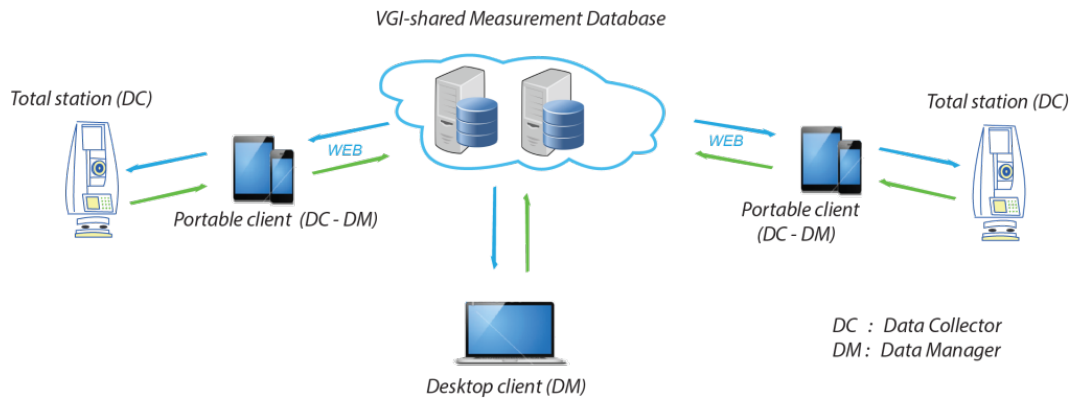 VGI-shared Measurement Database
Total station (DC)
Total station (DC)
WEB
WEB
Portable client (DC - DM)
Portable client
(DC - DM)
Desktop client (DM)
DC : Data Collector
DM : Data Manager